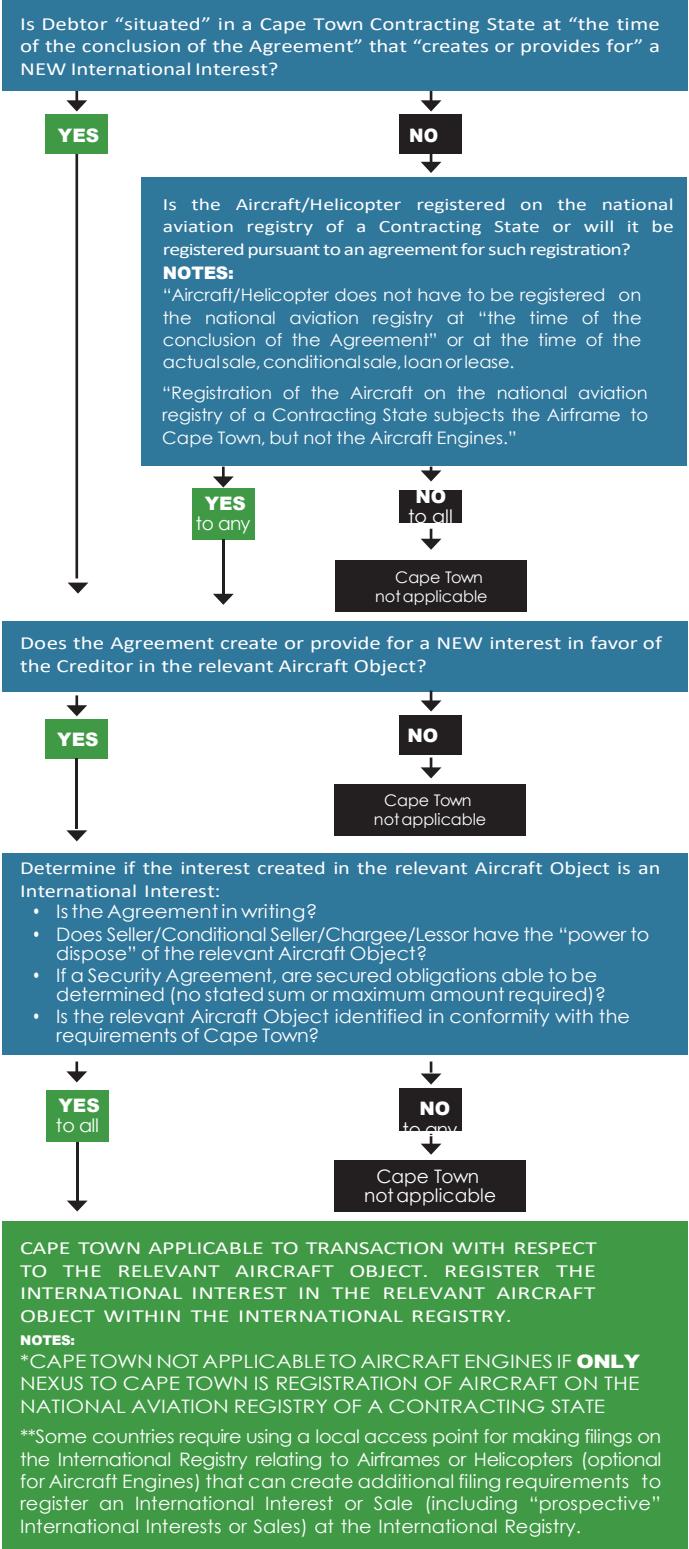 Is Debtor “situated” in a Cape Town Contracting State at “the time
of the conclusion of the Agreement” that “creates or provides for” a
NEW International Interest?
YES
NO
Is the Aircraft/Helicopter registered on the national
aviation registry of a Contracting State or will it be
registered pursuant to an agreement for such registration?
NOTES:
“Aircraft/Helicopter does not have to be registered on
the national aviation registry at “the time of the
conclusion of the Agreement” or at the time of the
actual sale, conditional sale, loan or lease.
“Registration of the Aircraft on the national aviation
registry of a Contracting State subjects the Airframe to
Cape Town, but not the Aircraft Engines.”
YES
to any
NO
to all
Cape Town
not applicable
Does the Agreement create or provide for a NEW interest in favor of
the Creditor in the relevant Aircraft Object?
YES
NO
Cape Town
not applicable
Determine if the interest created in the relevant Aircraft Object is an
International Interest:
• Is the Agreement in writing?
• Does Seller/Conditional Seller/Chargee/Lessor have the “power to
dispose” of the relevant Aircraft Object?
• If a Security Agreement, are secured obligations able to be
determined (no stated sum or maximum amount required)?
• Is the relevant Aircraft Object identified in conformity with the
requirements of Cape Town?
YES
to all
NO
to any
Cape Town
not applicable
CAPE TOWN APPLICABLE TO TRANSACTION WITH RESPECT
TO THE RELEVANT AIRCRAFT OBJECT. REGISTER THE
INTERNATIONAL INTEREST IN THE RELEVANT AIRCRAFT
OBJECT WITHIN THE INTERNATIONAL REGISTRY.
NOTES:
*CAPE TOWN NOT APPLICABLE TO AIRCRAFT ENGINES IF ONLY
NEXUS TO CAPE TOWN IS REGISTRATION OF AIRCRAFT ON THE
NATIONAL AVIATION REGISTRY OF A CONTRACTING STATE
**Some countries require using a local access point for making filings on
the International Registry relating to Airframes or Helicopters (optional
for Aircraft Engines) that can create additional filing requirements to
register an International Interest or Sale (including “prospective”
International Interests or Sales) at the International Registry.